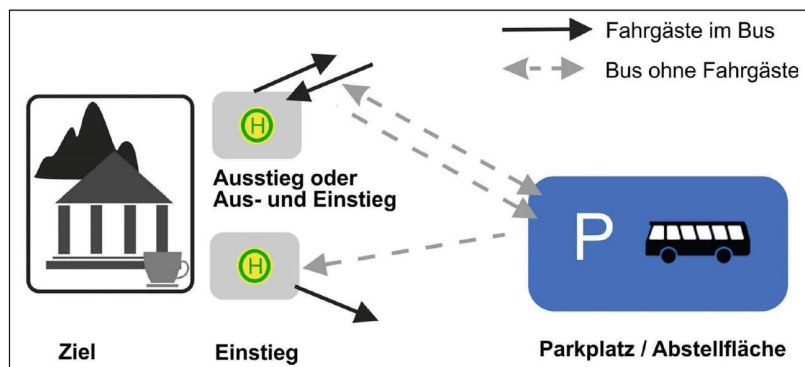 Fahrgäste im Bus
Bus ohne Fahrgäste
H
Ausstieg oder
Aus- und Einstieg
P
H
Ziel
Einstieg
Parkplatz / Abstellfläche